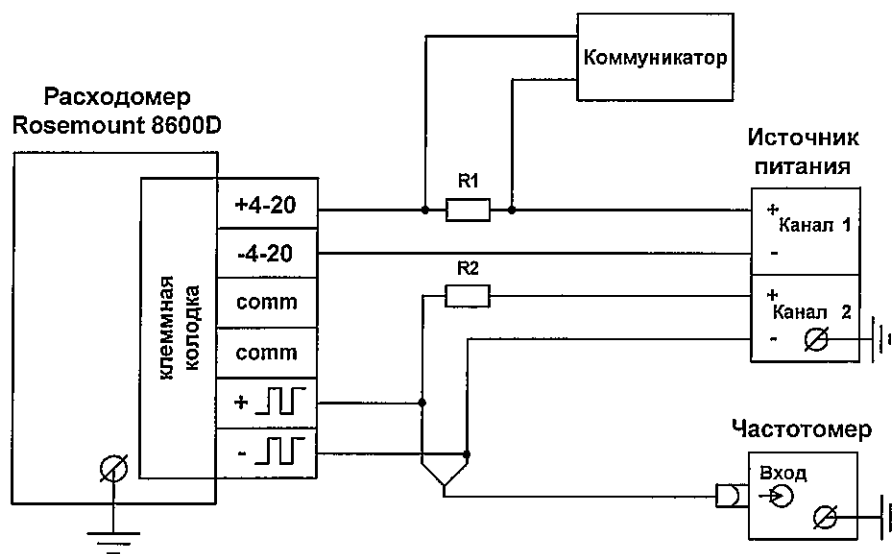 Коммуникатор
Расходомер
Rosemount 8600D
Источник
питания
R1
+4-20
+
Канал 1
-4-20
-
R2
comm
+
Канал 2
comm
-
клеммная
колодка
+
-
Частотомер
Вход